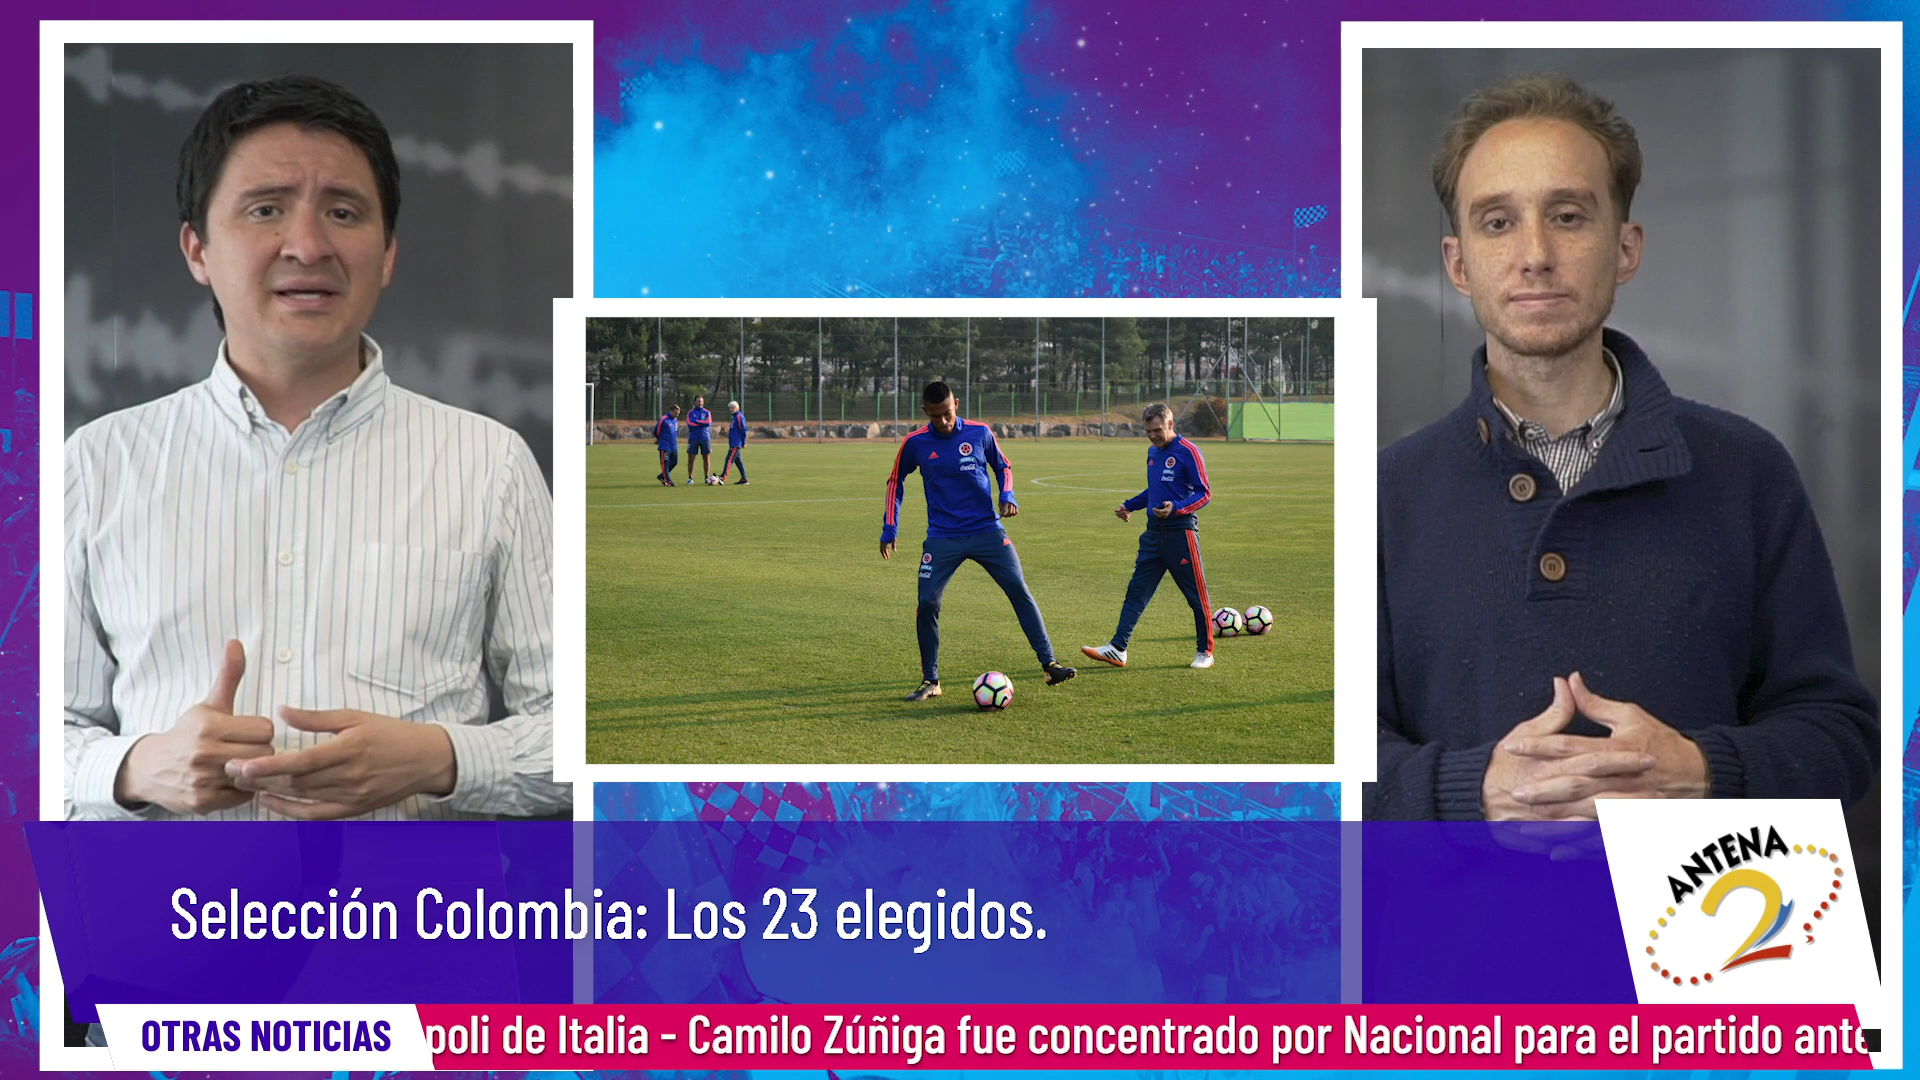 Selección Colombia: Los 23 elegidos.
ANTENA
2
OTRAS NOTICIAS
poli de Italia - Camilo Zúñiga fue concentrado por Nacional para el partido ante